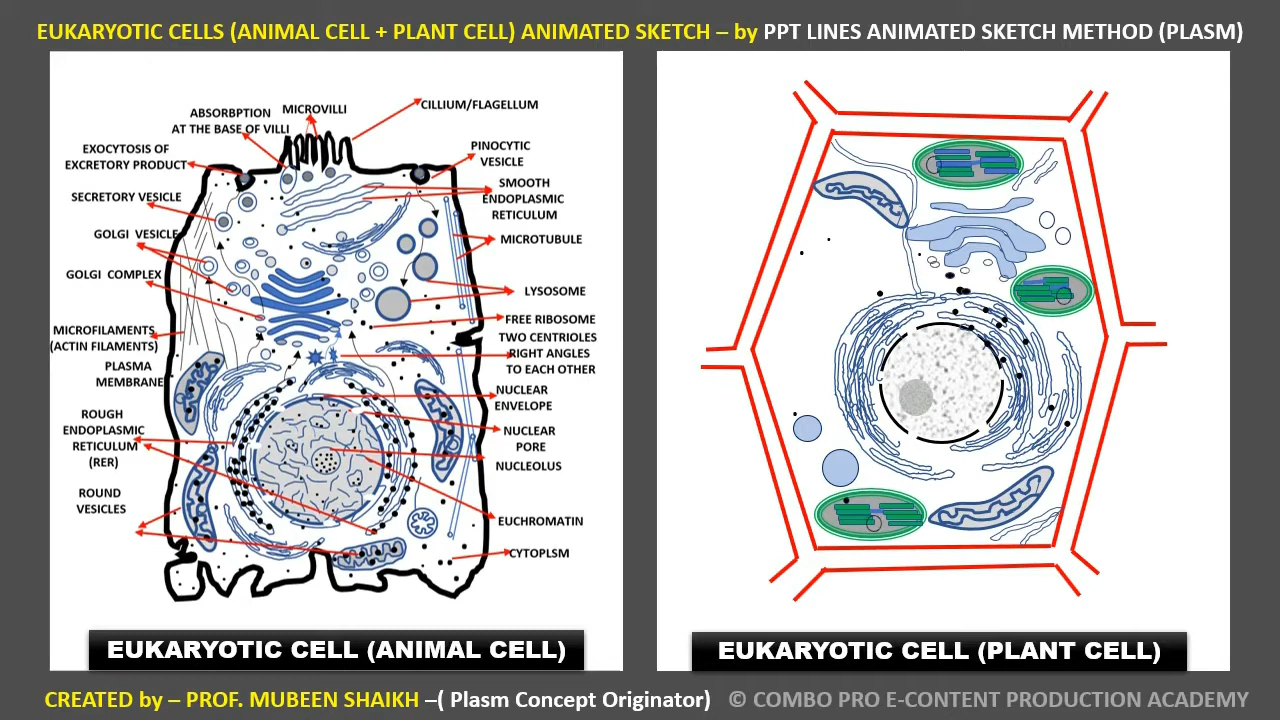 EUKARYOTIC CELLS (ANIMAL CELL + PLANT CELL) ANIMATED SKETCH – by PPT LINES ANIMATED SKETCH METHOD (PLASM)
ABSORBPTION
AT THE BASE OF VILLI
MICROVILLI
CILLIUM/FLAGELLUM
EXOCYTOSIS OF
EXCRETORY PRODUCT
PINOCYTIC
VESICLE
SECRETORY VESICLE
SMOOTH
ENDOPLASMIC
RETICULUM
GOLGI VESICLE
MICROTUBULE
GOLGI COMPLEX
LYSOSOME
FREE RIBOSOME
MICROFILAMENTS
(ACTIN FILAMENTS)
TWO CENTRIOLES
RIGHT ANGLES
TO EACH OTHER
PLASMA
MEMBRANE
NUCLEAR
ENVELOPE
ROUGH
ENDOPLASMIC
RETICULUM
(RER)
NUCLEAR
PORE
NUCLEOLUS
ROUND
VESICLES
EUCHROMATIN
CYTOPLSM
EUKARYOTIC CELL (ANIMAL CELL)
EUKARYOTIC CELL (PLANT CELL)
CREATED by – PROF. MUBEEN SHAIKH –( Plasm Concept Originator) © COMBO PRO E-CONTENT PRODUCTION ACADEMY